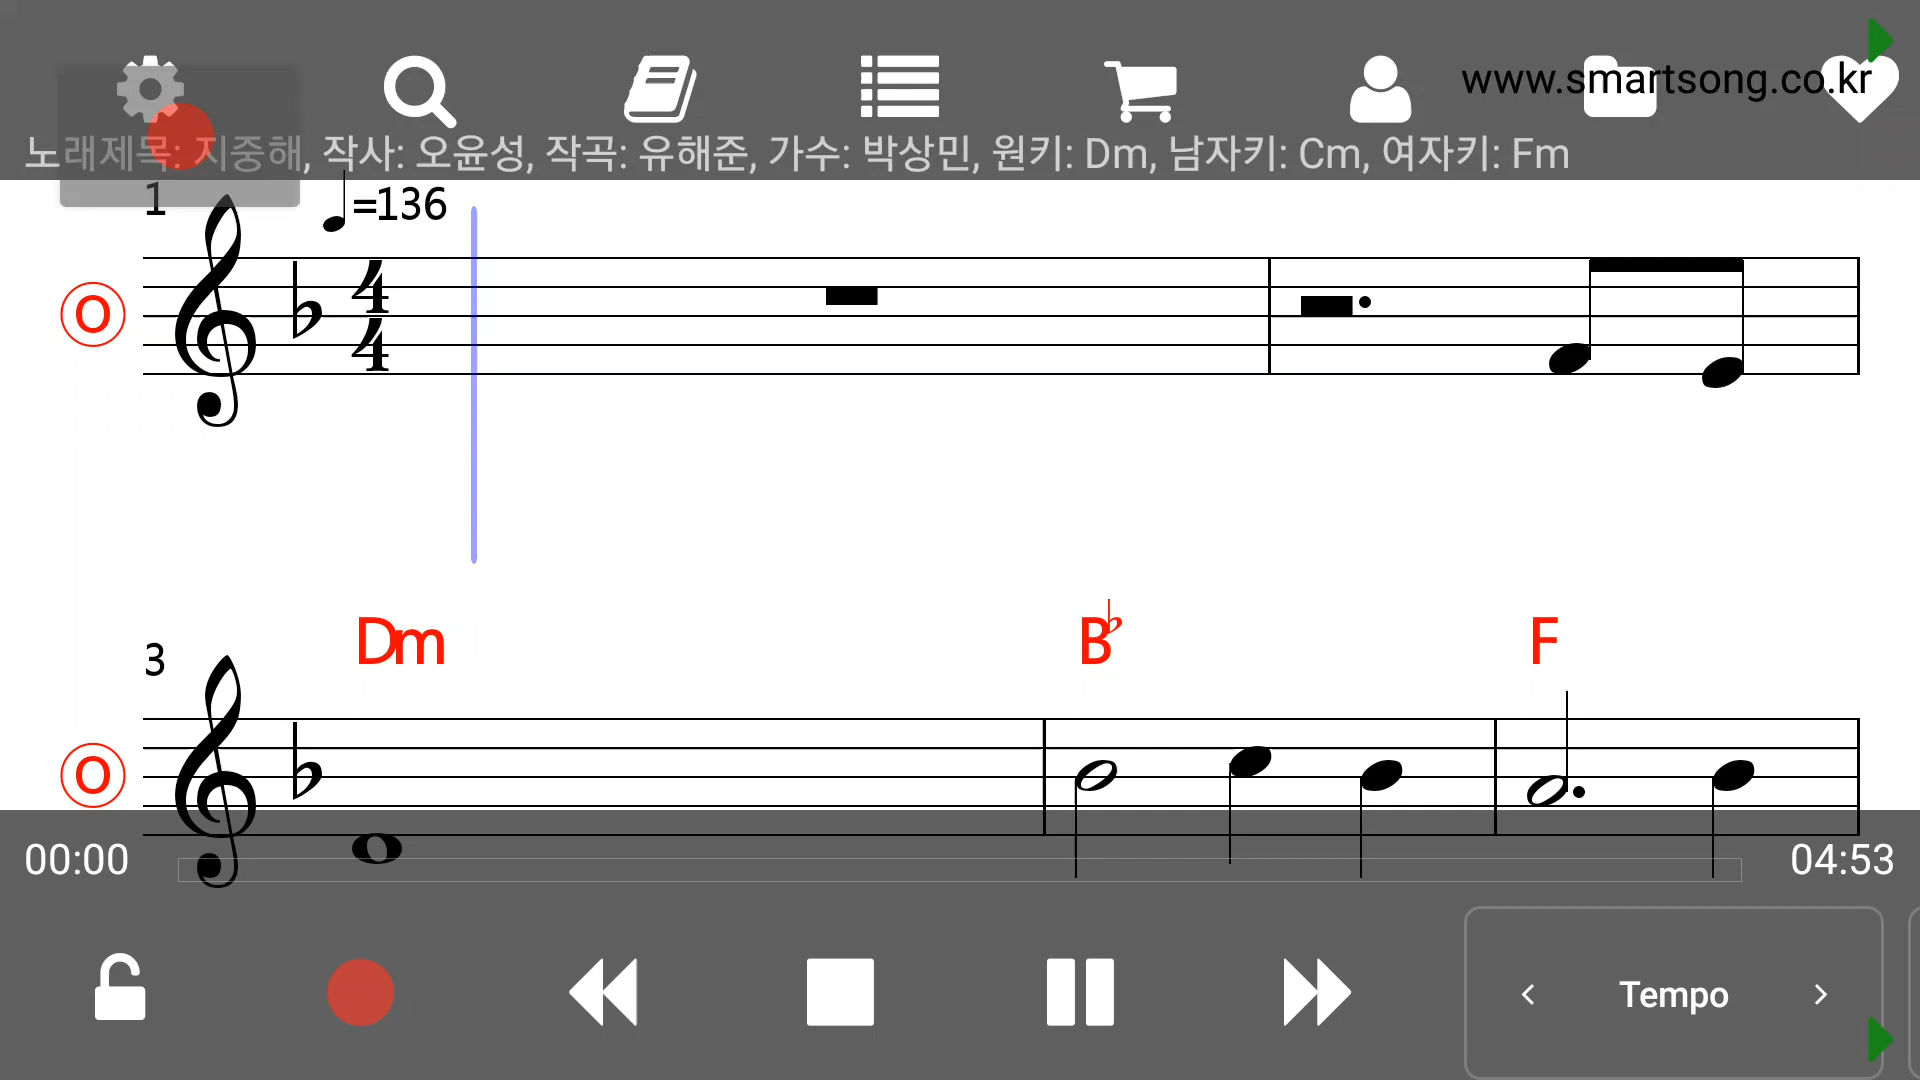 www.smartsong.co.kr
노래제목: 지중해, 작사: 오윤성, 작곡: 유해준, 가수: 박상민, 원키: Dm, 남자키: Cm, 여자키: Fm
1 ♩=136
4
4
O
Dm B♭ F
3
O
00:00 04:53
Tempo